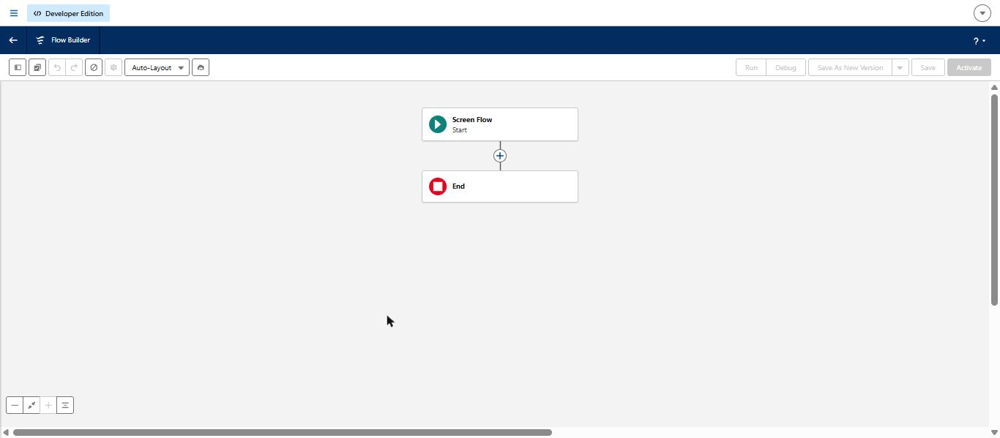 Developer Edition
Flow Builder
?
Auto-Layout
Run
Debug
Save As New Version
Save
Activate
Screen Flow
Start
End